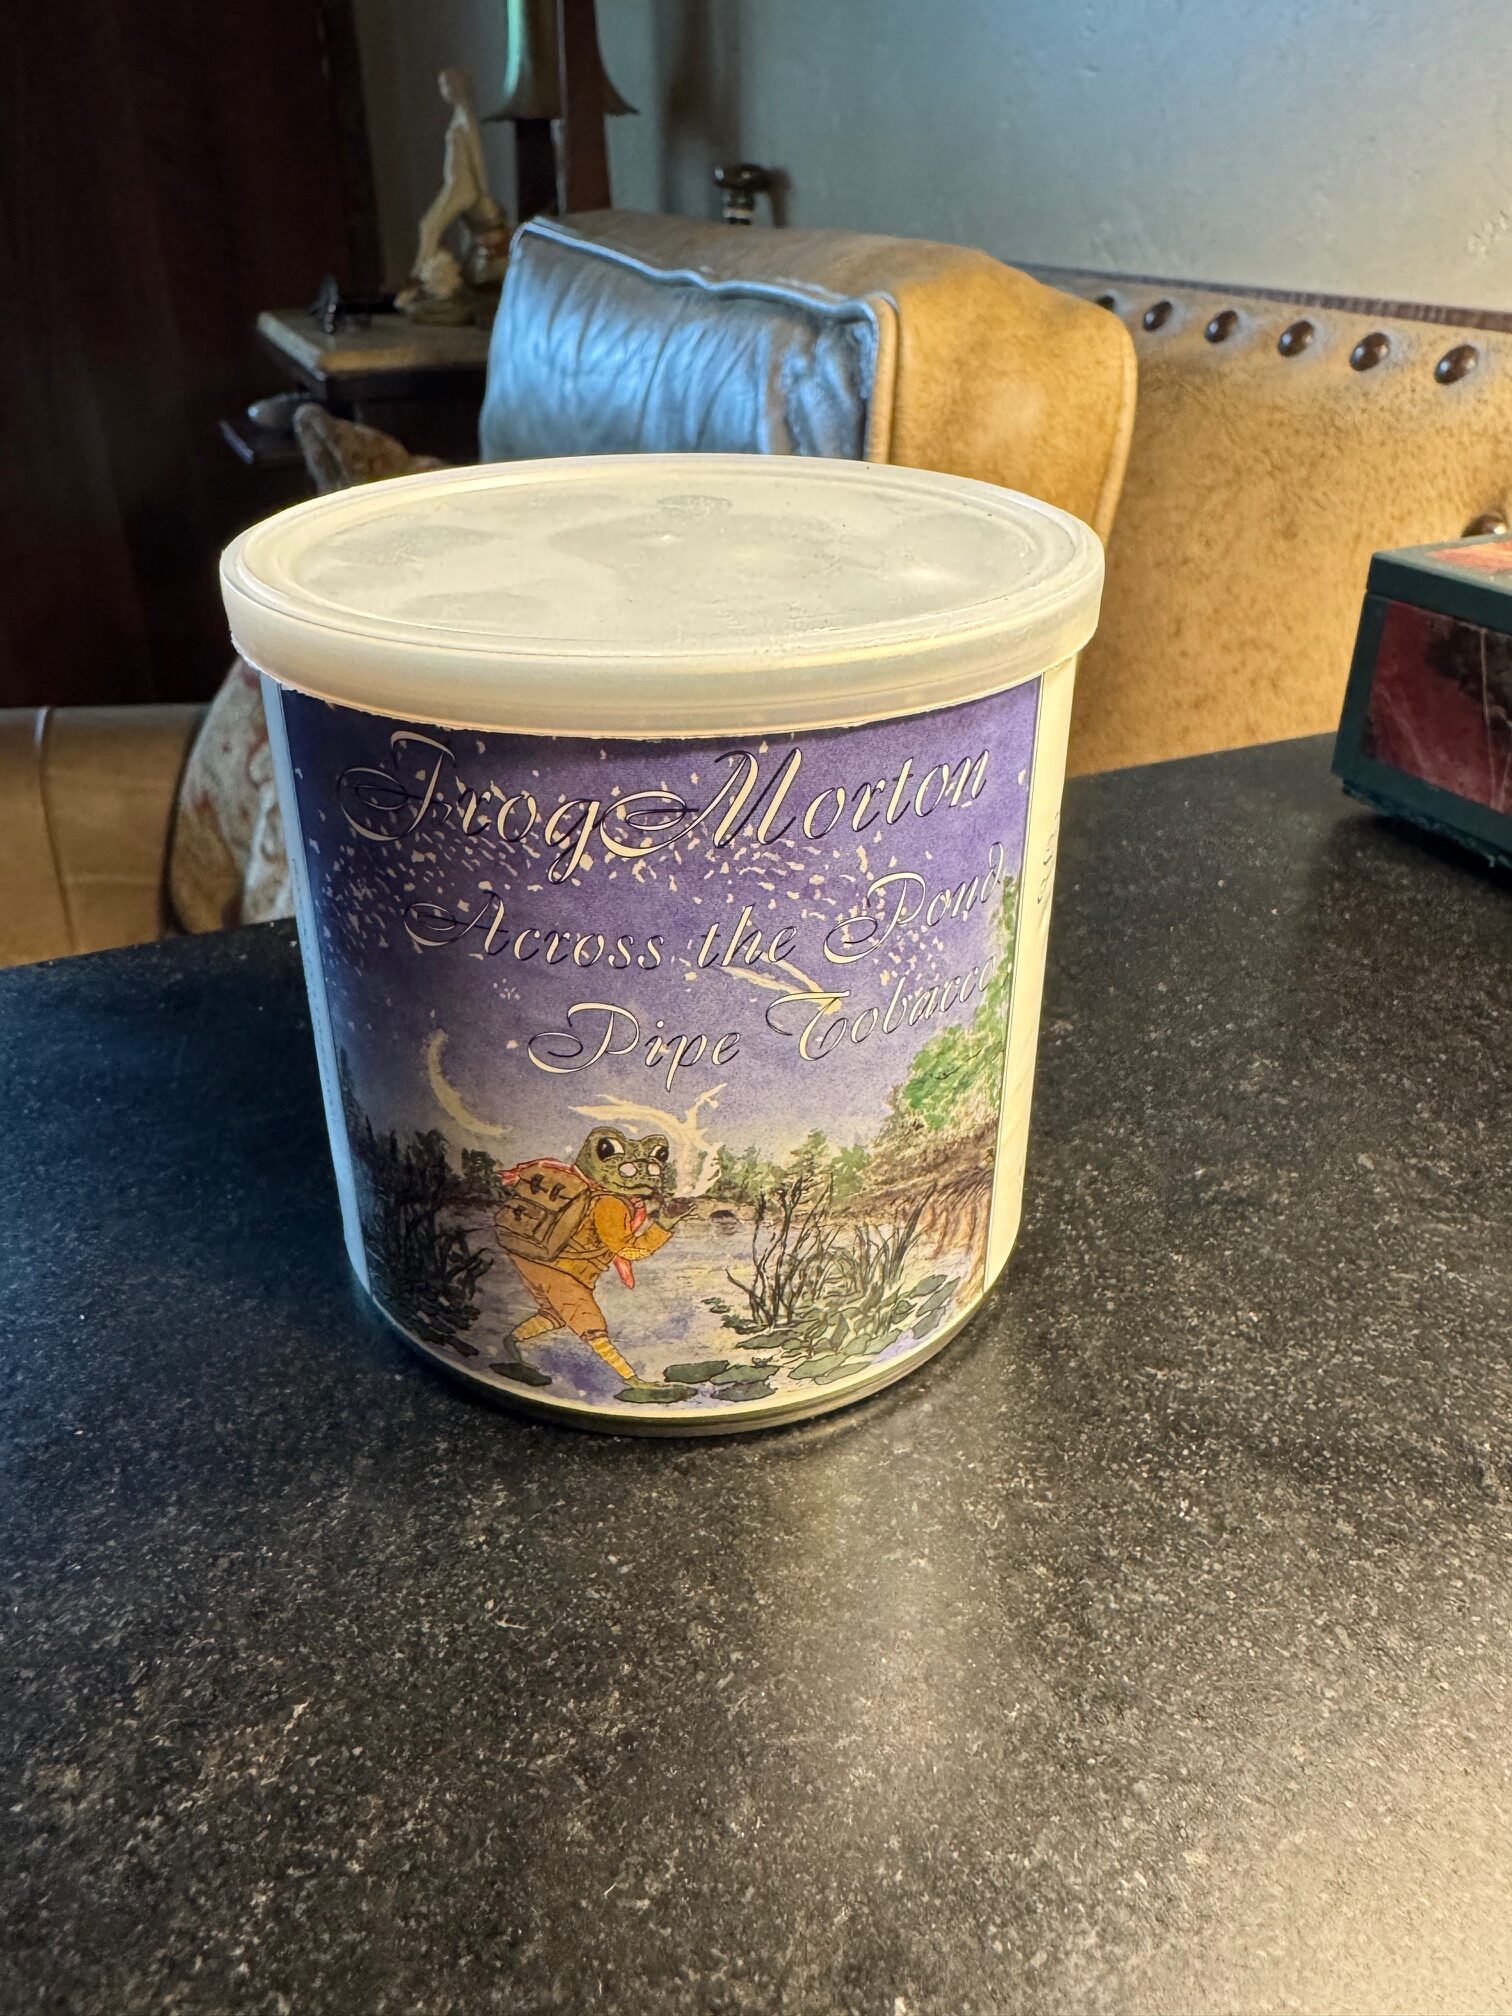 Frog Morton
Across the Pond
Pipe Tobacco